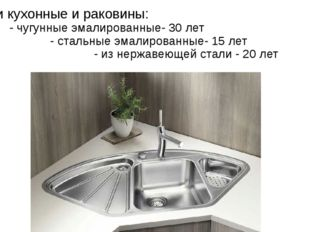 и кухонные и раковины:
- чугунные эмалированные- 30 лет
- стальные эмалированные- 15 лет
- из нержавеющей стали - 20 лет